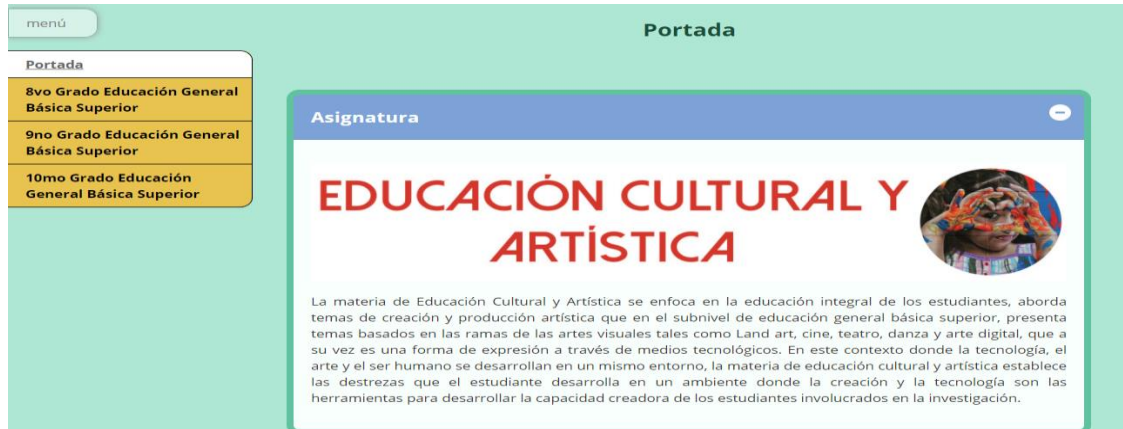 menú
Portada
Portada
8vo Grado Educación General
Básica Superior
9no Grado Educación General
Básica Superior
10mo Grado Educación
General Básica Superior
Asignatura
EDUCACIÓN CULTURAL Y
ARTÍSTICA
La materia de Educación Cultural y Artística se enfoca en la educación integral de los estudiantes, aborda
temas de creación y producción artística que en el subnivel de educación general básica superior, presenta
temas basados en las ramas de las artes visuales tales como Land art, cine, teatro, danza y arte digital, que a
su vez es una forma de expresión a través de medios tecnológicos. En este contexto donde la tecnología, el
arte y el ser humano se desarrollan en un mismo entorno, la materia de educación cultural y artística establece
las destrezas que el estudiante desarrolla en un ambiente donde la creación y la tecnología son las
herramientas para desarrollar la capacidad creadora de los estudiantes involucrados en la investigación.